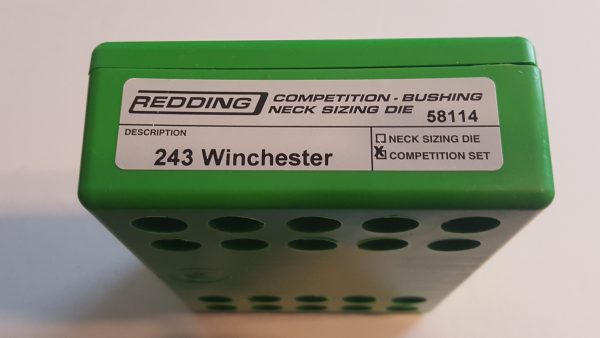 REDDING COMPETITION - BUSHING
NECK SIZING DIE 58114
DESCRIPTION
243 Winchester
NECK SIZING DIE
X COMPETITION SET